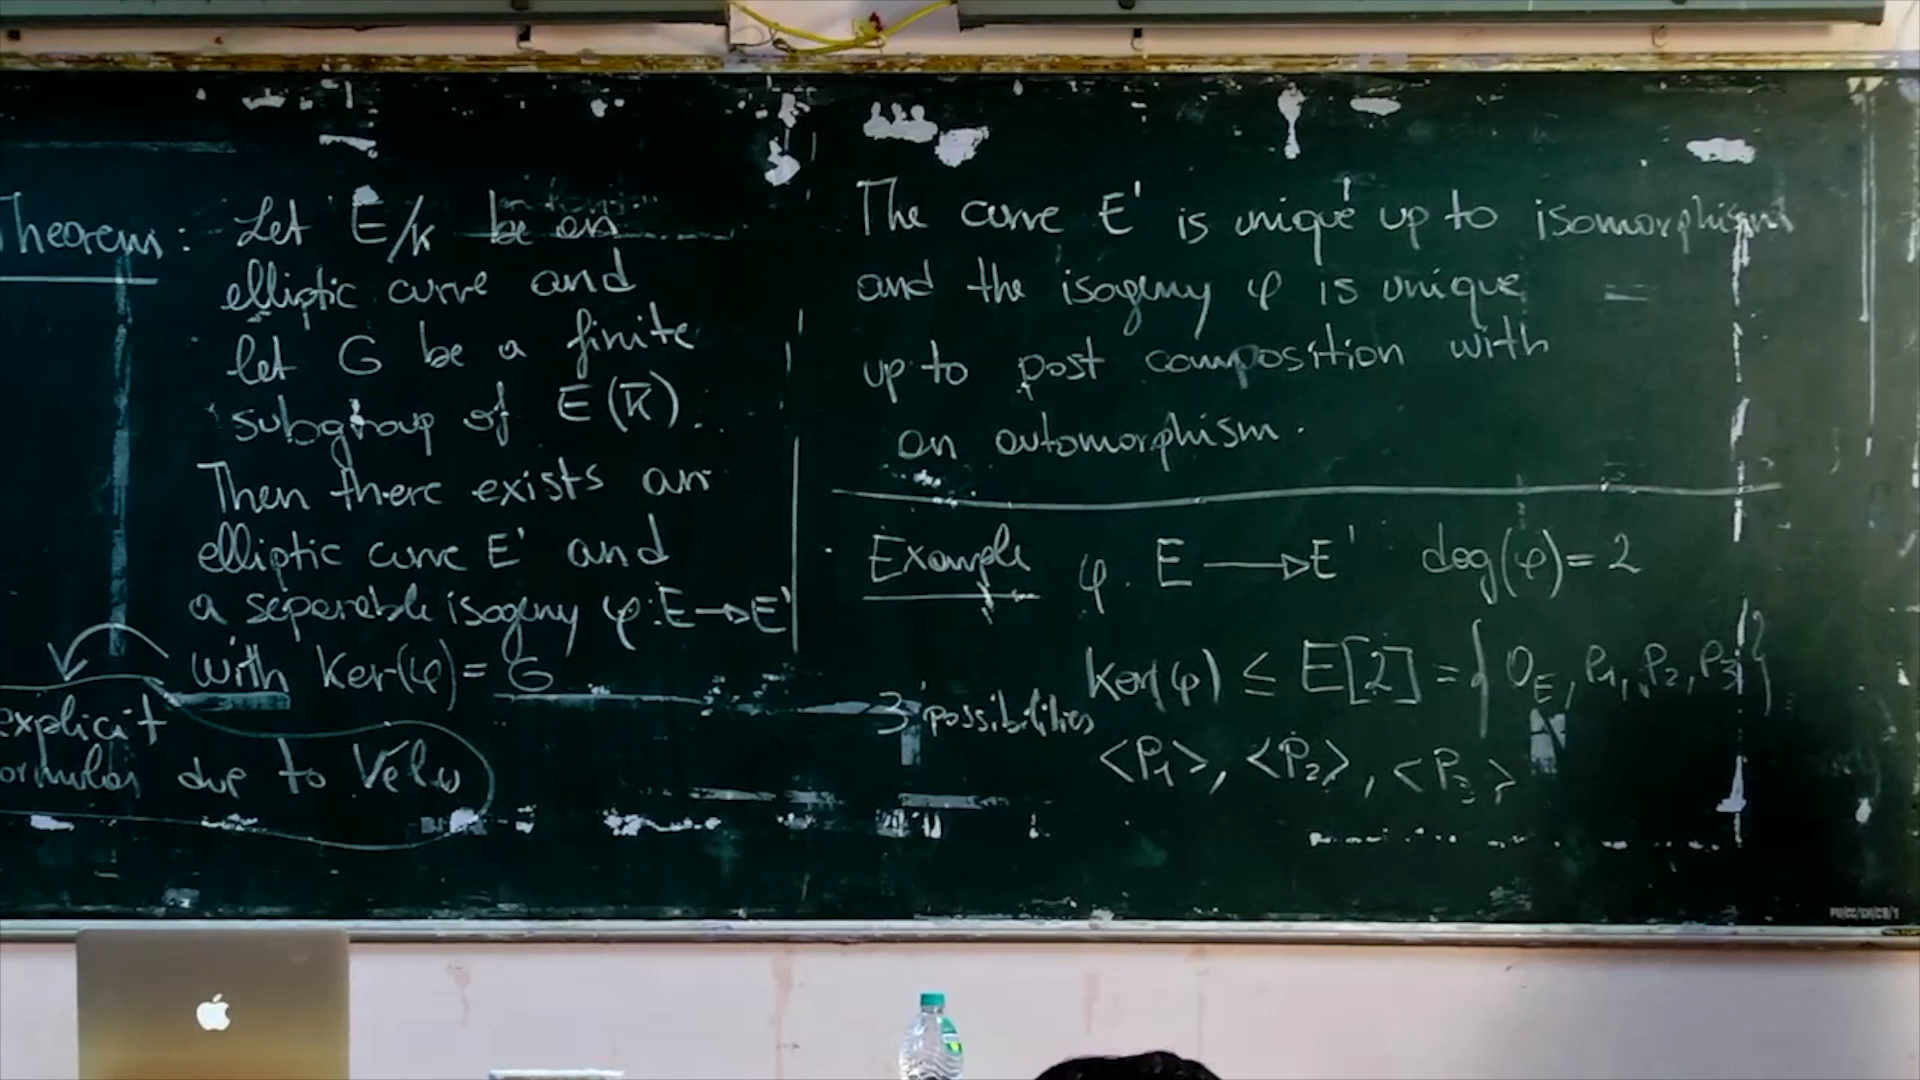 Theorem: Let E/K be an
elliptic curve and
let G be a finite
subgroup of E(K̅).
Then there exists an
elliptic curve E' and
a separable isogeny φ: E → E'
with ker(φ) = G
explicit
formulas due to Vélu
The curve E' is unique up to isomorphism
and the isogeny φ is unique
up to post composition with
an automorphism.
Example φ: E → E' deg(φ) = 2
ker(φ) ≤ E[2] = {O_E, P₁, P₂, P₃}
3 possibilities
<P₁>, <P₂>, <P₃>